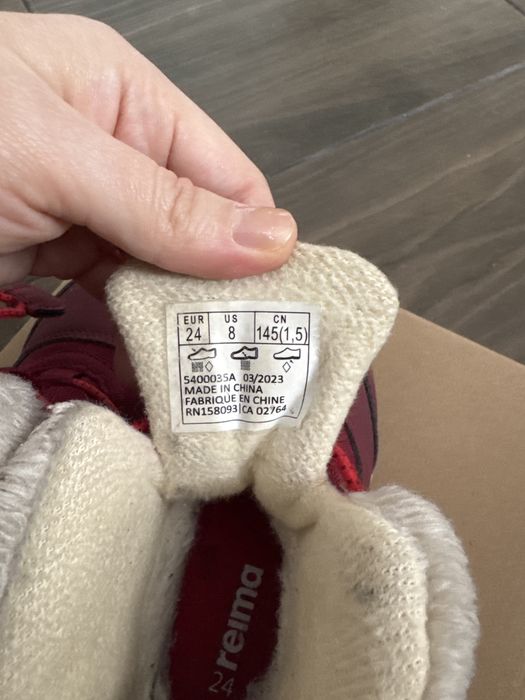 EUR US CN
24 8 145(1,5)
5400035A 03/2023
MADE IN CHINA
FABRIQUE EN CHINE
RN158093|CA 02764
reima
24